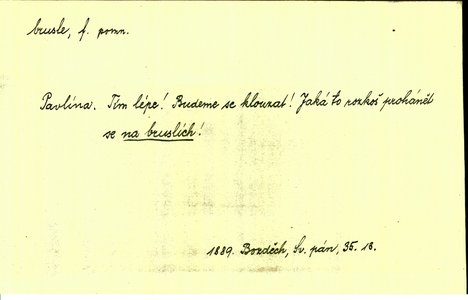 brusle, f. pomn.
Pavlína. Tím lépe! Budeme se klouzat! Jaká to rozkoš prohánět
se na bruslích!
1889. Bozděch, Sv. pán, 35. 18.